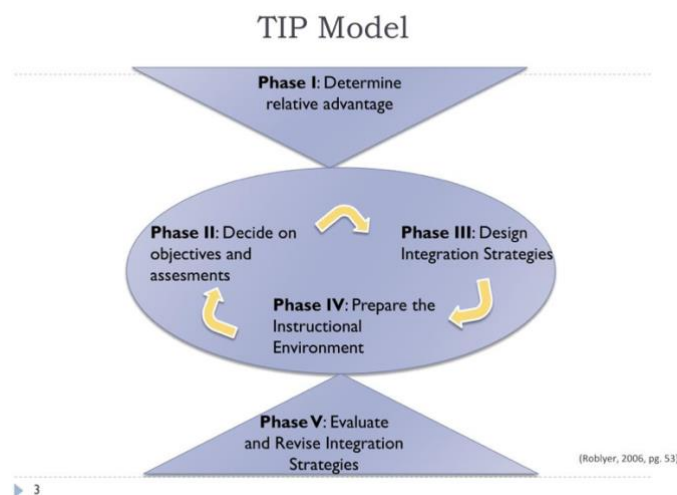 TIP Model
Phase I: Determine
relative advantage
Phase II: Decide on
objectives and
assesments
Phase III: Design
Integration Strategies
Phase IV: Prepare the
Instructional
Environment
Phase V: Evaluate
and Revise Integration
Strategies
(Roblyer, 2006, pg. 53)
3